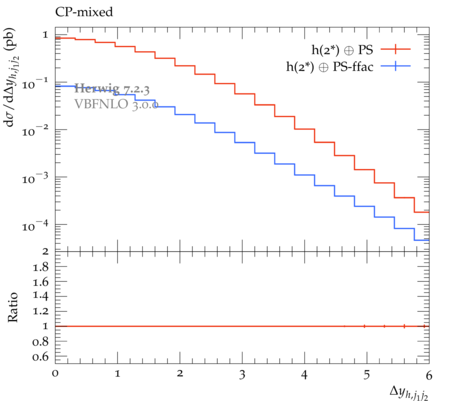 CP-mixed
h(2*) ⊕ PS
h(2*) ⊕ PS-ffac
Herwig 7.2.3
VBFNLO 3.0.0
dσ/dΔy_{h,j_1j_2} (pb)
1
10^{-1}
10^{-2}
10^{-3}
10^{-4}
2
1.8
1.6
1.4
1.2
1
0.8
0.6
Ratio
0 1 2 3 4 5 6
Δy_{h,j_1j_2}